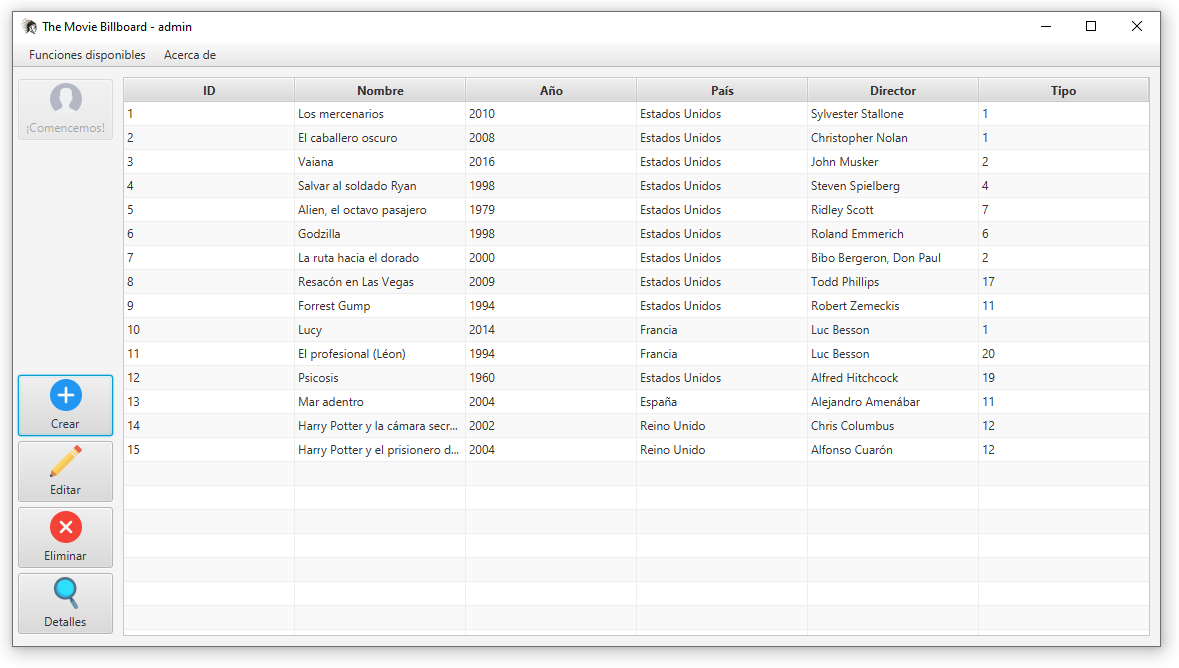 The Movie Billboard - admin
Funciones disponibles Acerca de
¡Comencemos!
ID Nombre Año País Director Tipo
1 Los mercenarios 2010 Estados Unidos Sylvester Stallone 1
2 El caballero oscuro 2008 Estados Unidos Christopher Nolan 1
3 Vaiana 2016 Estados Unidos John Musker 2
4 Salvar al soldado Ryan 1998 Estados Unidos Steven Spielberg 4
5 Alien, el octavo pasajero 1979 Estados Unidos Ridley Scott 7
6 Godzilla 1998 Estados Unidos Roland Emmerich 6
7 La ruta hacia el dorado 2000 Estados Unidos Bibo Bergeron, Don Paul 2
8 Resacón en Las Vegas 2009 Estados Unidos Todd Phillips 17
9 Forrest Gump 1994 Estados Unidos Robert Zemeckis 11
10 Lucy 2014 Francia Luc Besson 1
11 El profesional (Léon) 1994 Francia Luc Besson 20
12 Psicosis 1960 Estados Unidos Alfred Hitchcock 19
13 Mar adentro 2004 España Alejandro Amenábar 11
14 Harry Potter y la cámara secr... 2002 Reino Unido Chris Columbus 12
15 Harry Potter y el prisionero d... 2004 Reino Unido Alfonso Cuarón 12
Crear
Editar
Eliminar
Detalles